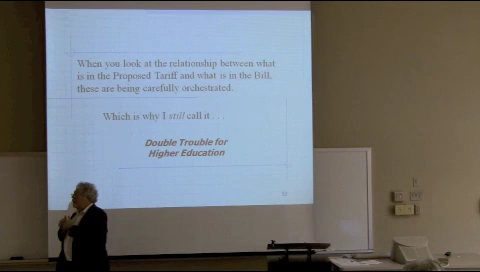 When you look at the relationship between what
is in the Proposed Tariff and what is in the Bill,
these are being carefully orchestrated.
Which is why I still call it . . .
Double Trouble for
Higher Education